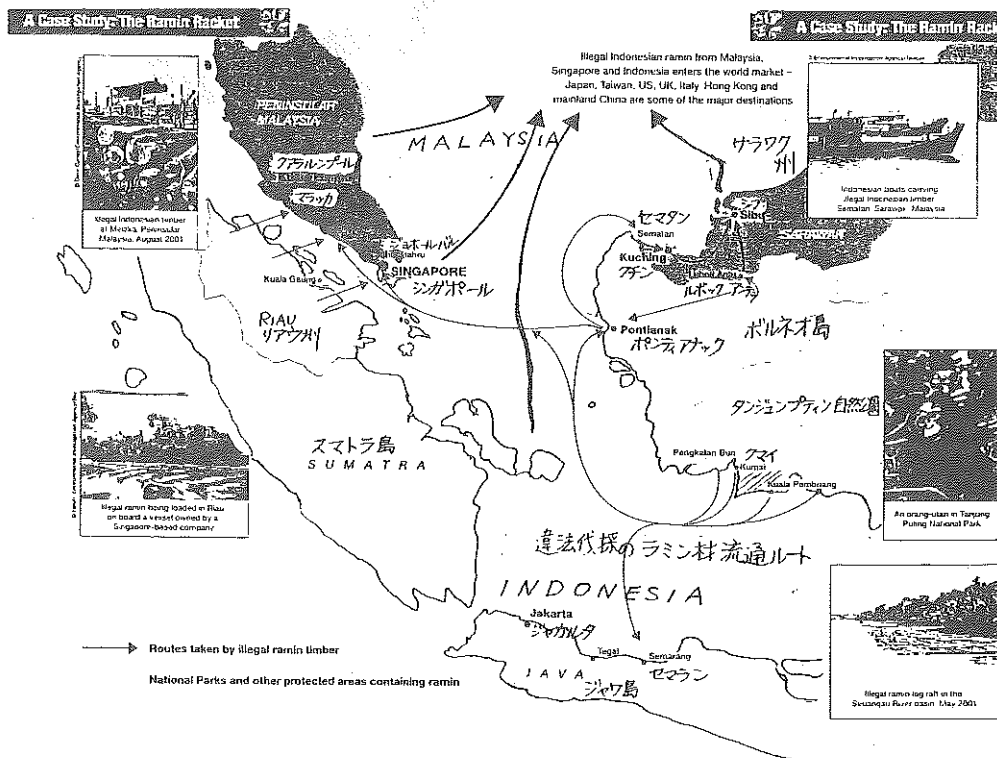 A Case Study: The Ramin Racket
A Case Study: The Ramin Rac
Illegal Indonesian ramin from Malaysia,
Singapore and Indonesia enters the world market –
Japan, Taiwan, US, UK, Italy, Hong Kong and
mainland China are some of the major destinations
PENINSULAR
MALAYSIA
MALAYSIA
クアラルンプール
マラッカ
Illegal Indonesian timber
at Melaka, Peninsular
Malaysia, August 2001
サラワク
州
Indonesian boats carrying
illegal Indonesian timber
Sematan, Sarawak, Malaysia
シブ
Sibu
SARAWAK
セマタン
Sematan
Kuching
クチン
ジョホールバル
SINGAPORE
シンガポール
Kuala Gaung
RIAU
リアウ州
Pontianak
ポンティアナック
ボルネオ島
タンジュンプティン自然公園
スマトラ島
SUMATRA
Illegal ramin being loaded in Riau
on board a vessel owned by a
Singapore-based company
Pangkalan Bun
クマイ
Kumai
Kuala Pembuang
An orang-utan in Tanjung
Puting National Park
違法伐採のラミン材流通ルート
INDONESIA
Jakarta
ジャカルタ
Tegal
Semarang
セマラン
JAVA
ジャワ島
Routes taken by illegal ramin timber
National Parks and other protected areas containing ramin
Illegal ramin log raft in the
River basin, May 2001